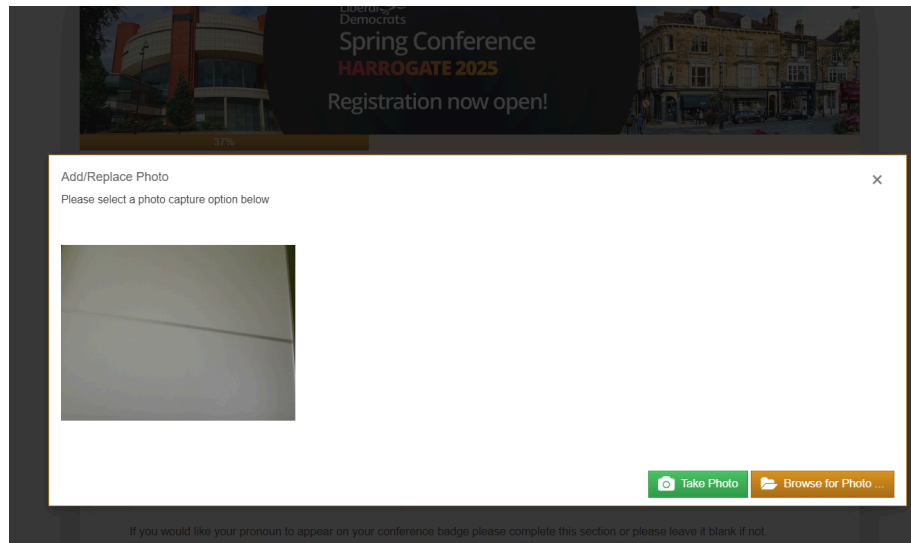 Liberal
Democrats
Spring Conference
HARROGATE 2025
Registration now open!
37%
Add/Replace Photo
×
Please select a photo capture option below
Take Photo
Browse for Photo ...
If you would like your pronoun to appear on your conference badge please complete this section or please leave it blank if not.